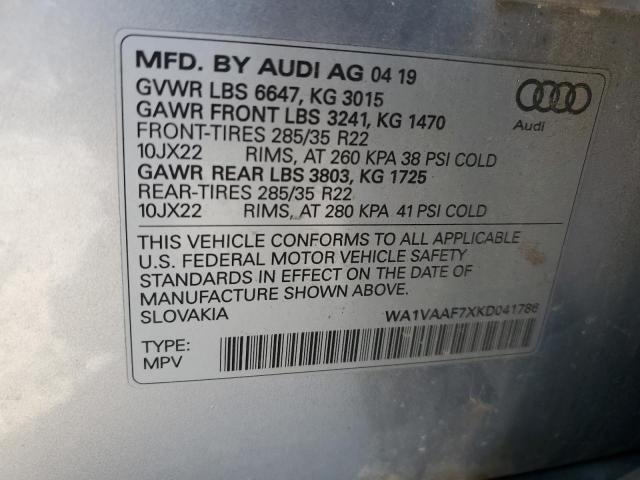 MFD. BY AUDI AG 04 19
GVWR LBS 6647, KG 3015
GAWR FRONT LBS 3241, KG 1470
FRONT-TIRES 285/35 R22
10JX22 RIMS, AT 260 KPA 38 PSI COLD
GAWR REAR LBS 3803, KG 1725
REAR-TIRES 285/35 R22
10JX22 RIMS, AT 280 KPA 41 PSI COLD
Audi
THIS VEHICLE CONFORMS TO ALL APPLICABLE
U.S. FEDERAL MOTOR VEHICLE SAFETY
STANDARDS IN EFFECT ON THE DATE OF
MANUFACTURE SHOWN ABOVE.
SLOVAKIA WA1VAAF7XKD041786
TYPE:
MPV